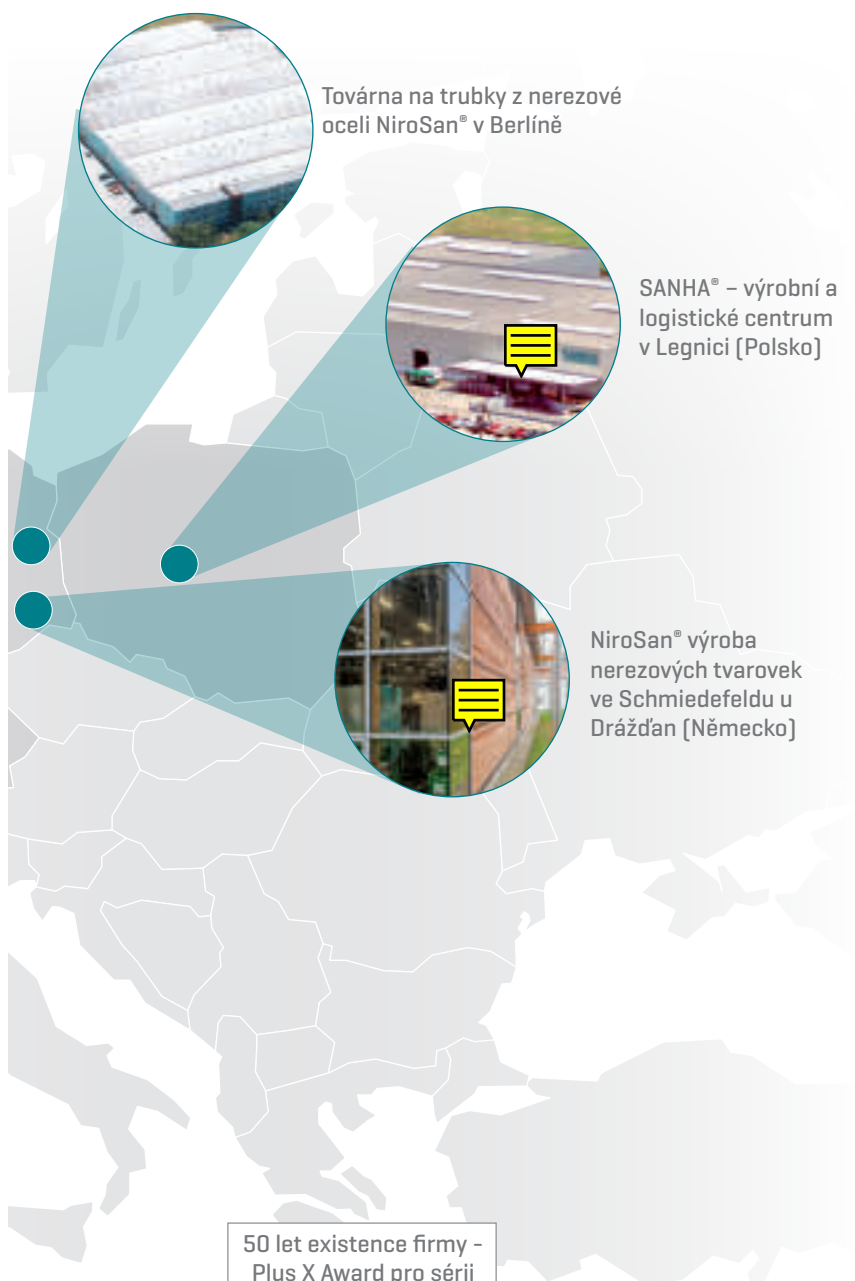 Továrna na trubky z nerezové
oceli NiroSan® v Berlíně
SANHA® – výrobní a
logistické centrum
v Legnici (Polsko)
NiroSan® výroba
nerezových tvarovek
ve Schmiedefeldu u
Drážďan (Německo)
50 let existence firmy -
Plus X Award pro sérii